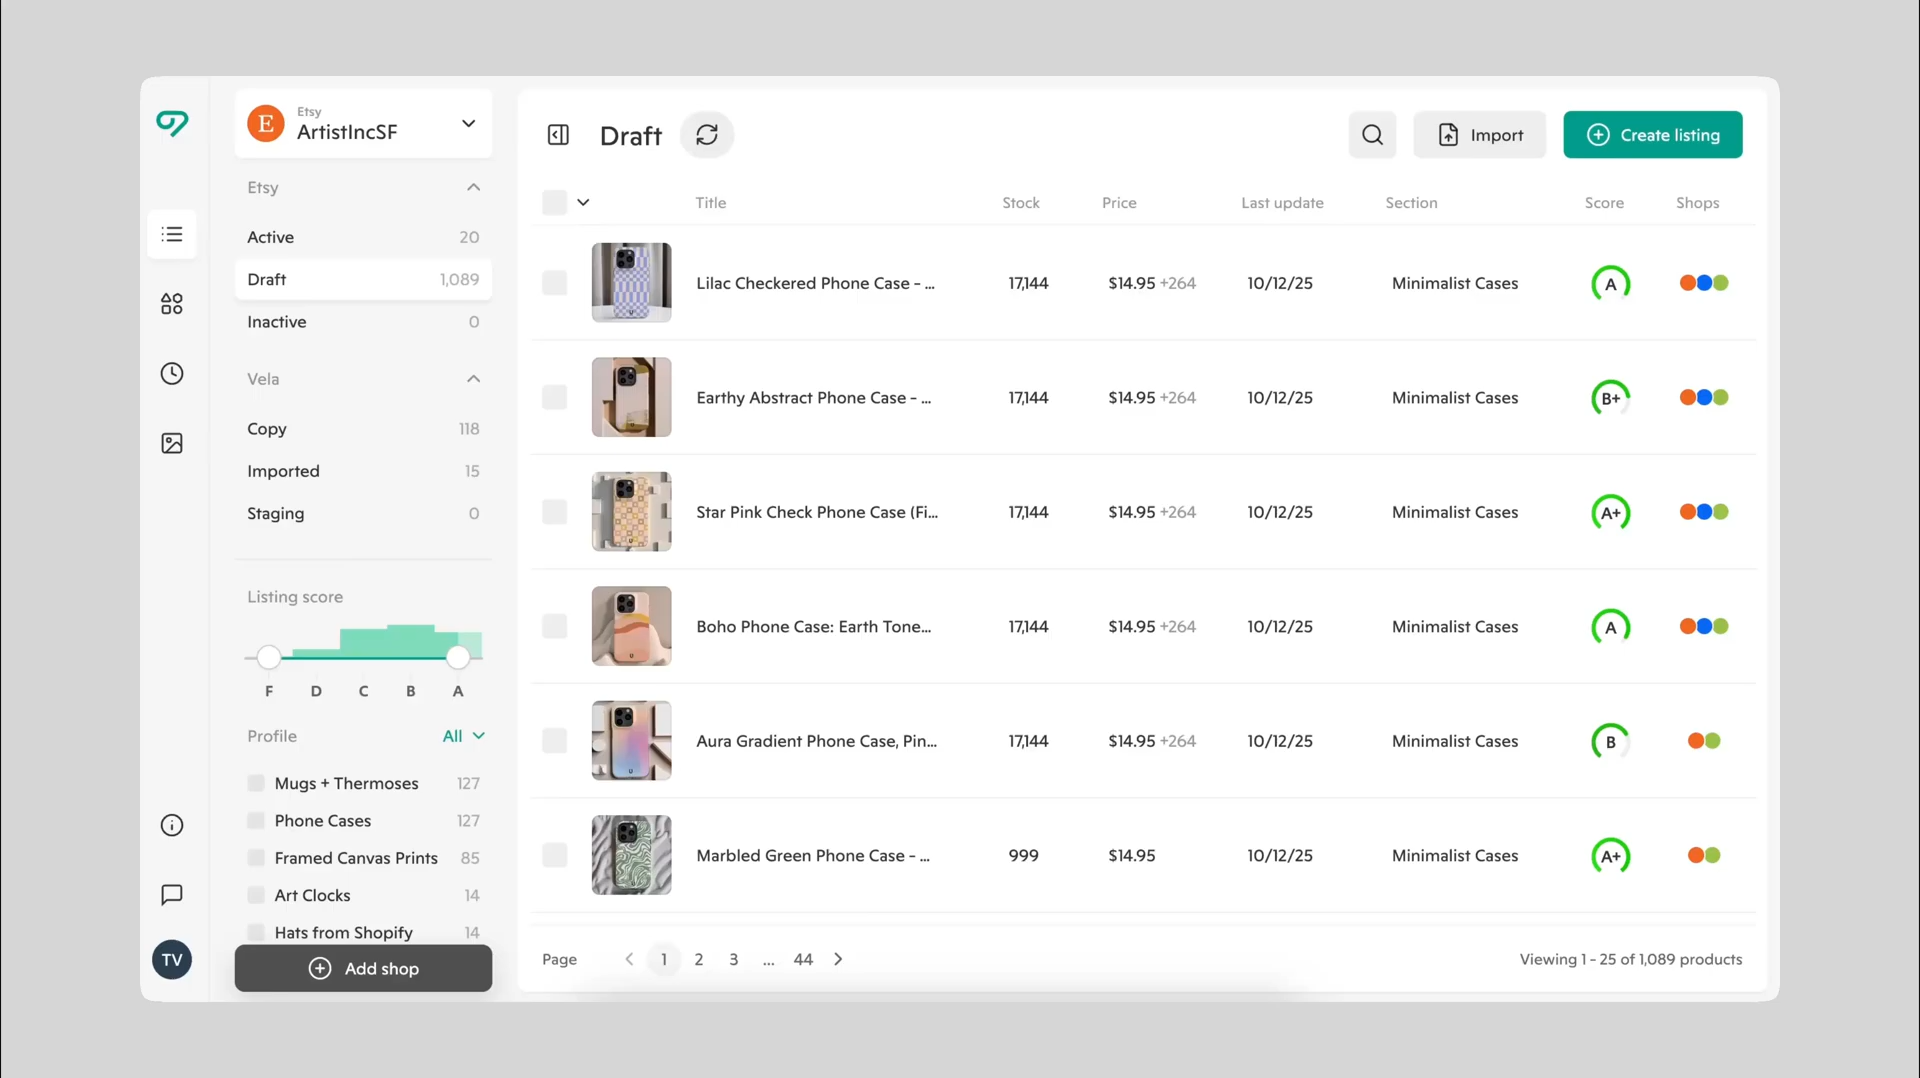 E
Etsy
ArtistIncSF
Etsy
Active 20
Draft 1,089
Inactive 0
Vela
Copy 118
Imported 15
Staging 0
Listing score
F D C B A
Profile All
Mugs + Thermoses 127
Phone Cases 127
Framed Canvas Prints 85
Art Clocks 14
Hats from Shopify 14
Add shop
TV
Draft
Import
Create listing
Title Stock Price Last update Section Score Shops
Lilac Checkered Phone Case - ... 17,144 $14.95 +264 10/12/25 Minimalist Cases A
Earthy Abstract Phone Case - ... 17,144 $14.95 +264 10/12/25 Minimalist Cases B+
Star Pink Check Phone Case (Fi... 17,144 $14.95 +264 10/12/25 Minimalist Cases A+
Boho Phone Case: Earth Tone... 17,144 $14.95 +264 10/12/25 Minimalist Cases A
Aura Gradient Phone Case, Pin... 17,144 $14.95 +264 10/12/25 Minimalist Cases B
Marbled Green Phone Case - ... 999 $14.95 10/12/25 Minimalist Cases A+
Page 1 2 3 ... 44
Viewing 1 - 25 of 1,089 products